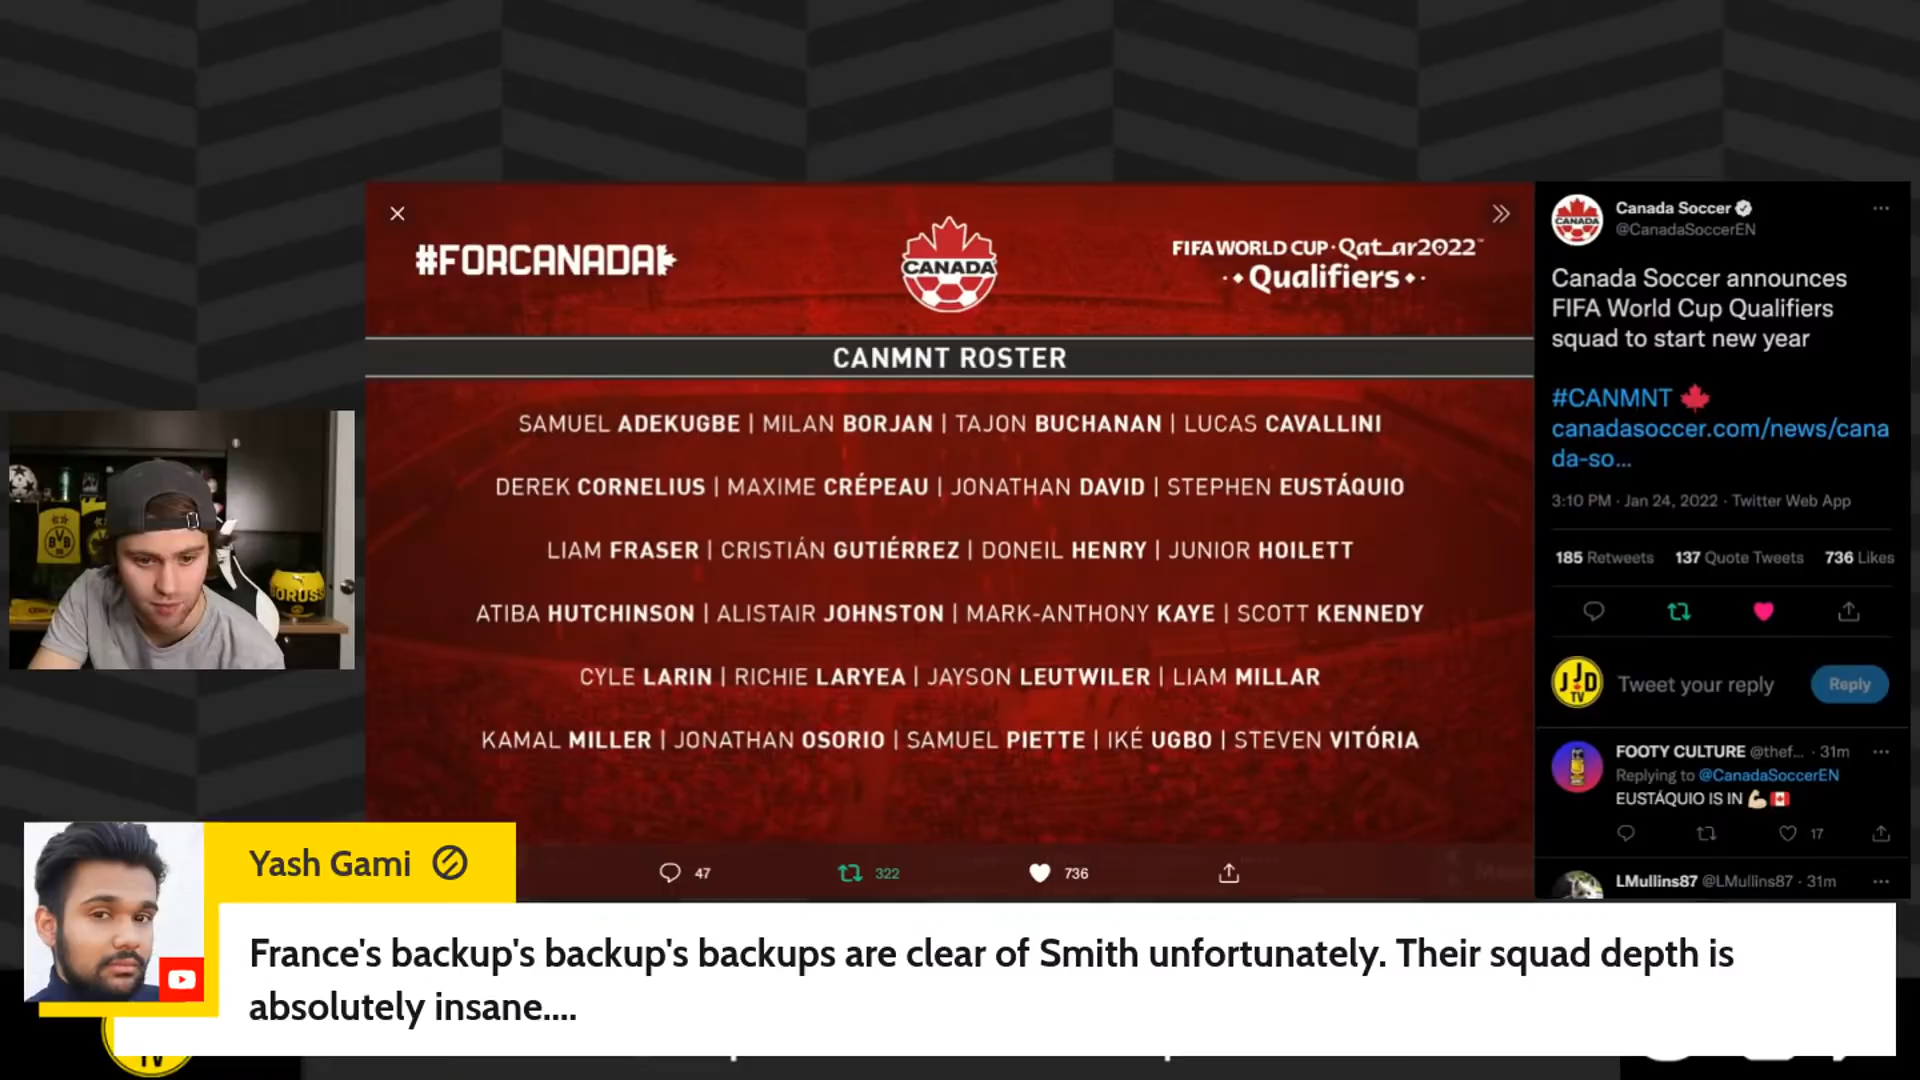 #FORCANADA
CANADA
FIFA WORLD CUP · Qatar2022™
Qualifiers
CANMNT ROSTER
SAMUEL ADEKUGBE | MILAN BORJAN | TAJON BUCHANAN | LUCAS CAVALLINI
DEREK CORNELIUS | MAXIME CRÉPEAU | JONATHAN DAVID | STEPHEN EUSTÁQUIO
LIAM FRASER | CRISTIÁN GUTIÉRREZ | DONEIL HENRY | JUNIOR HOILETT
ATIBA HUTCHINSON | ALISTAIR JOHNSTON | MARK-ANTHONY KAYE | SCOTT KENNEDY
CYLE LARIN | RICHIE LARYEA | JAYSON LEUTWILER | LIAM MILLAR
KAMAL MILLER | JONATHAN OSORIO | SAMUEL PIETTE | IKÉ UGBO | STEVEN VITÓRIA
47 322 736
CANADA
Canada Soccer
@CanadaSoccerEN
Canada Soccer announces
FIFA World Cup Qualifiers
squad to start new year
#CANMNT
canadasoccer.com/news/cana
da-so...
3:10 PM · Jan 24, 2022 · Twitter Web App
185 Retweets 137 Quote Tweets 736 Likes
JJD
TV
Tweet your reply
Reply
FOOTY CULTURE @thef... · 31m
Replying to @CanadaSoccerEN
EUSTÁQUIO IS IN
17
LMullins87 @LMullins87 · 31m
BVB
09
Yash Gami
France's backup's backup's backups are clear of Smith unfortunately. Their squad depth is
absolutely insane....
TV